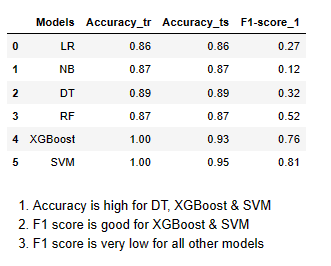 Models Accuracy_tr Accuracy_ts F1-score_1
0 LR 0.86 0.86 0.27
1 NB 0.87 0.87 0.12
2 DT 0.89 0.89 0.32
3 RF 0.87 0.87 0.52
4 XGBoost 1.00 0.93 0.76
5 SVM 1.00 0.95 0.81
1. Accuracy is high for DT, XGBoost & SVM
2. F1 score is good for XGBoost & SVM
3. F1 score is very low for all other models